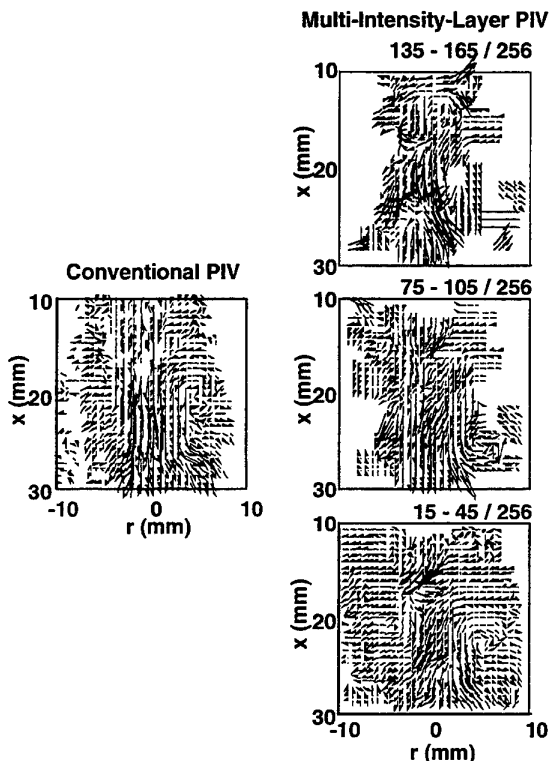 Multi-Intensity-Layer PIV
135 - 165 / 256
10
x (mm)
20
30
Conventional PIV
10
x (mm)
20
30
-10 0 10
r (mm)
75 - 105 / 256
10
x (mm)
20
30
15 - 45 / 256
10
x (mm)
20
30
-10 0 10
r (mm)